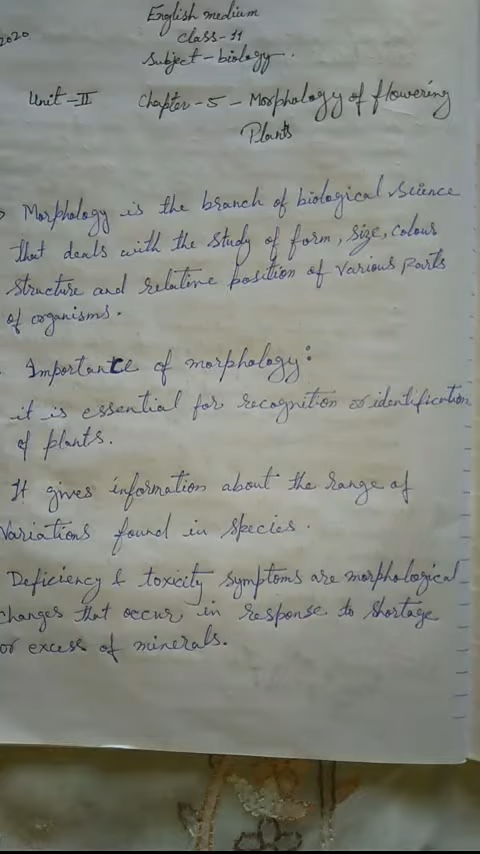 2020
English medium
Class-11
Subject-biology.
Unit-II Chapter-5-Morphology of flowering
Plants
Morphology is the branch of biological Science
that deals with the study of form, size, colour
structure and relative position of various parts
of organisms.
Importance of morphology:
it is essential for recognition or identification
of plants.
It gives information about the range of
variations found in species.
Deficiency & toxicity symptoms are morphological
changes that occur in response to shortage
or excess of minerals.